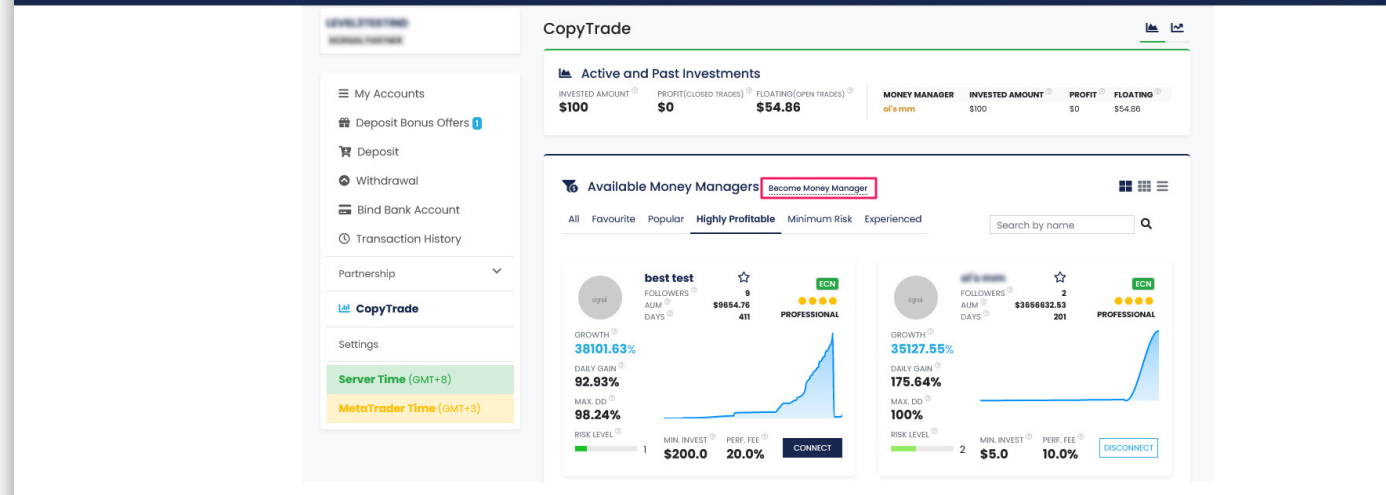 CopyTrade
My Accounts
Deposit Bonus Offers 1
Deposit
Withdrawal
Bind Bank Account
Transaction History
Partnership
CopyTrade
Settings
Server Time (GMT+8)
MetaTrader Time (GMT+3)
Active and Past Investments
INVESTED AMOUNT PROFIT(CLOSED TRADES) FLOATING(OPEN TRADES)
$100 $0 $54.86
MONEY MANAGER INVESTED AMOUNT PROFIT FLOATING
ol's mm $100 $0 $54.86
Available Money Managers Become Money Manager
All Favourite Popular Highly Profitable Minimum Risk Experienced
Search by name
signal
best test
FOLLOWERS 9
AUM $9654.76
DAYS 411
ECN
PROFESSIONAL
GROWTH
38101.63%
DAILY GAIN
92.93%
MAX. DD
98.24%
RISK LEVEL
1
MIN. INVEST PERF. FEE
$200.0 20.0%
CONNECT
signal
FOLLOWERS 2
AUM $3656632.53
DAYS 201
ECN
PROFESSIONAL
GROWTH
35127.55%
DAILY GAIN
175.64%
MAX. DD
100%
RISK LEVEL
2
MIN. INVEST PERF. FEE
$5.0 10.0%
DISCONNECT